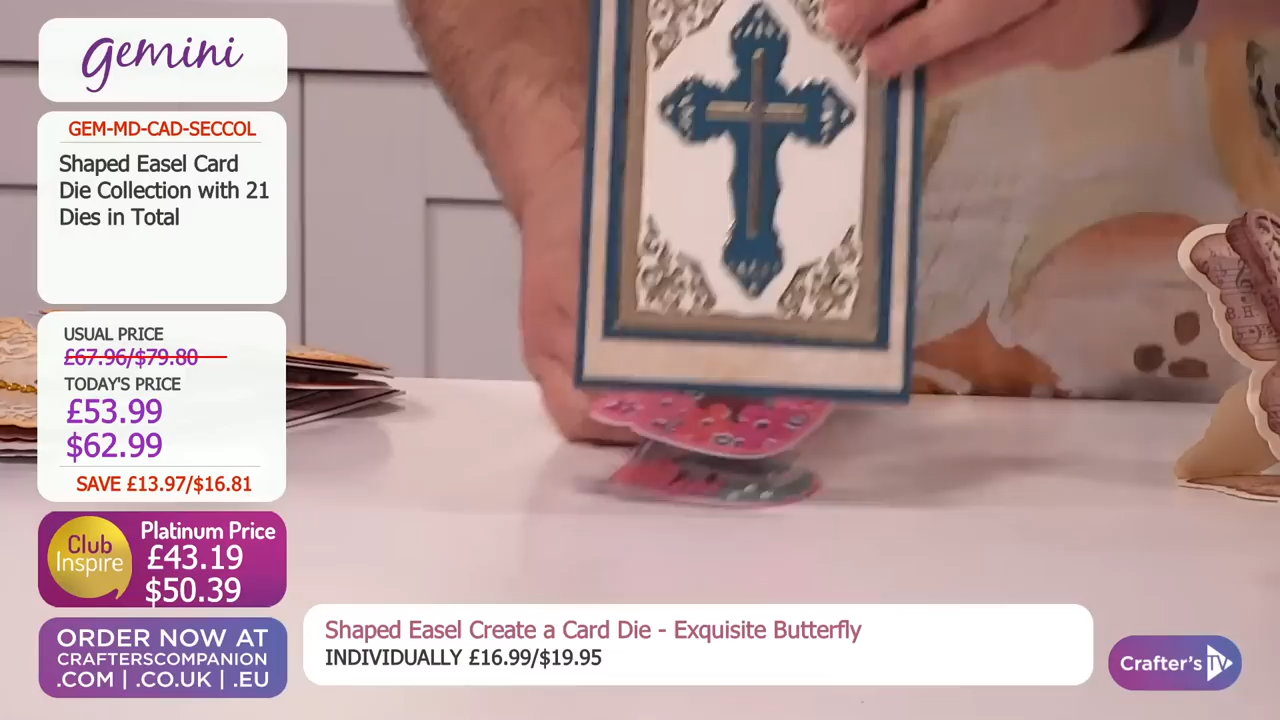 gemini
GEM-MD-CAD-SECCOL
Shaped Easel Card
Die Collection with 21
Dies in Total
USUAL PRICE
£67.96/$79.80
TODAY'S PRICE
£53.99
$62.99
SAVE £13.97/$16.81
Club
Inspire
Platinum Price
£43.19
$50.39
ORDER NOW AT
CRAFTERSCOMPANION
.COM | .CO.UK | .EU
Shaped Easel Create a Card Die - Exquisite Butterfly
INDIVIDUALLY £16.99/$19.95
Crafter's TV